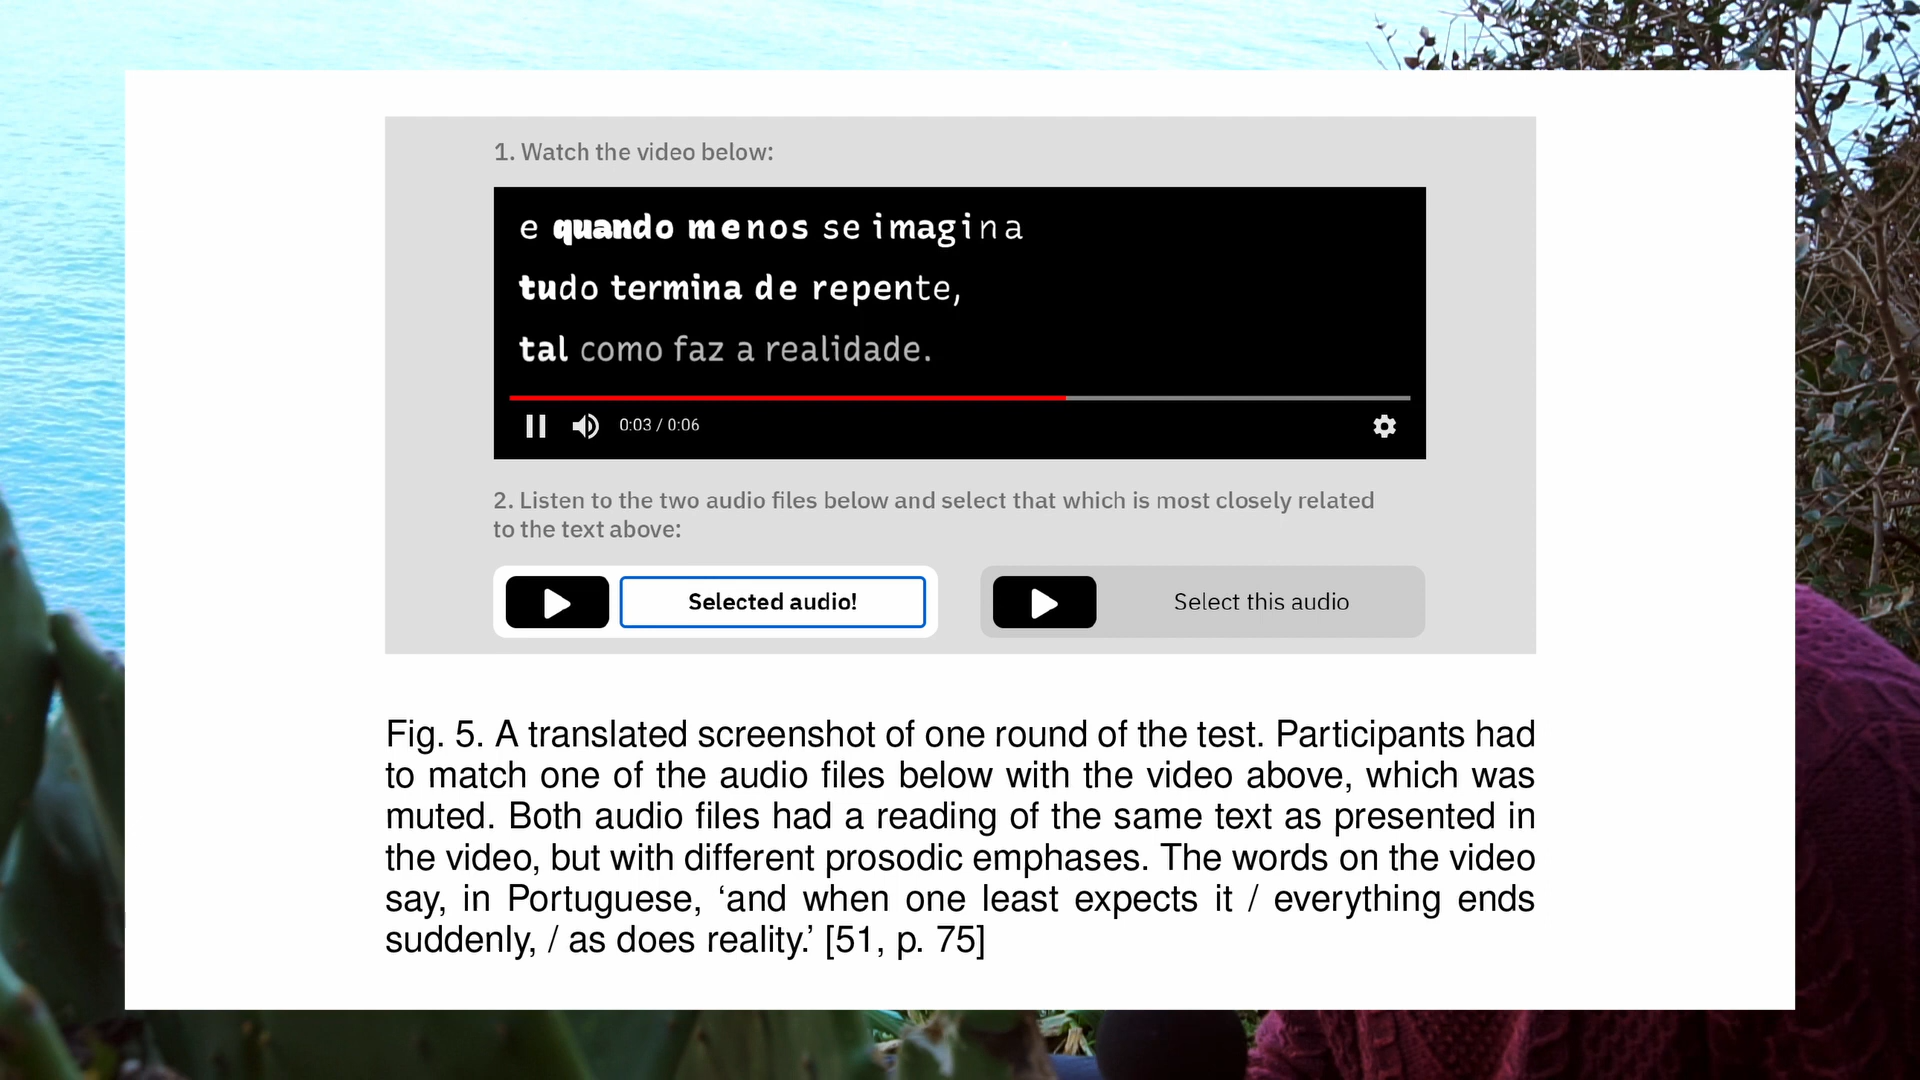 1. Watch the video below:
e quando menos se imagina
tudo termina de repente,
tal como faz a realidade.
0:03 / 0:06
2. Listen to the two audio files below and select that which is most closely related
to the text above:
Selected audio!
Select this audio
Fig. 5. A translated screenshot of one round of the test. Participants had
to match one of the audio files below with the video above, which was
muted. Both audio files had a reading of the same text as presented in
the video, but with different prosodic emphases. The words on the video
say, in Portuguese, ‘and when one least expects it / everything ends
suddenly, / as does reality.’ [51, p. 75]